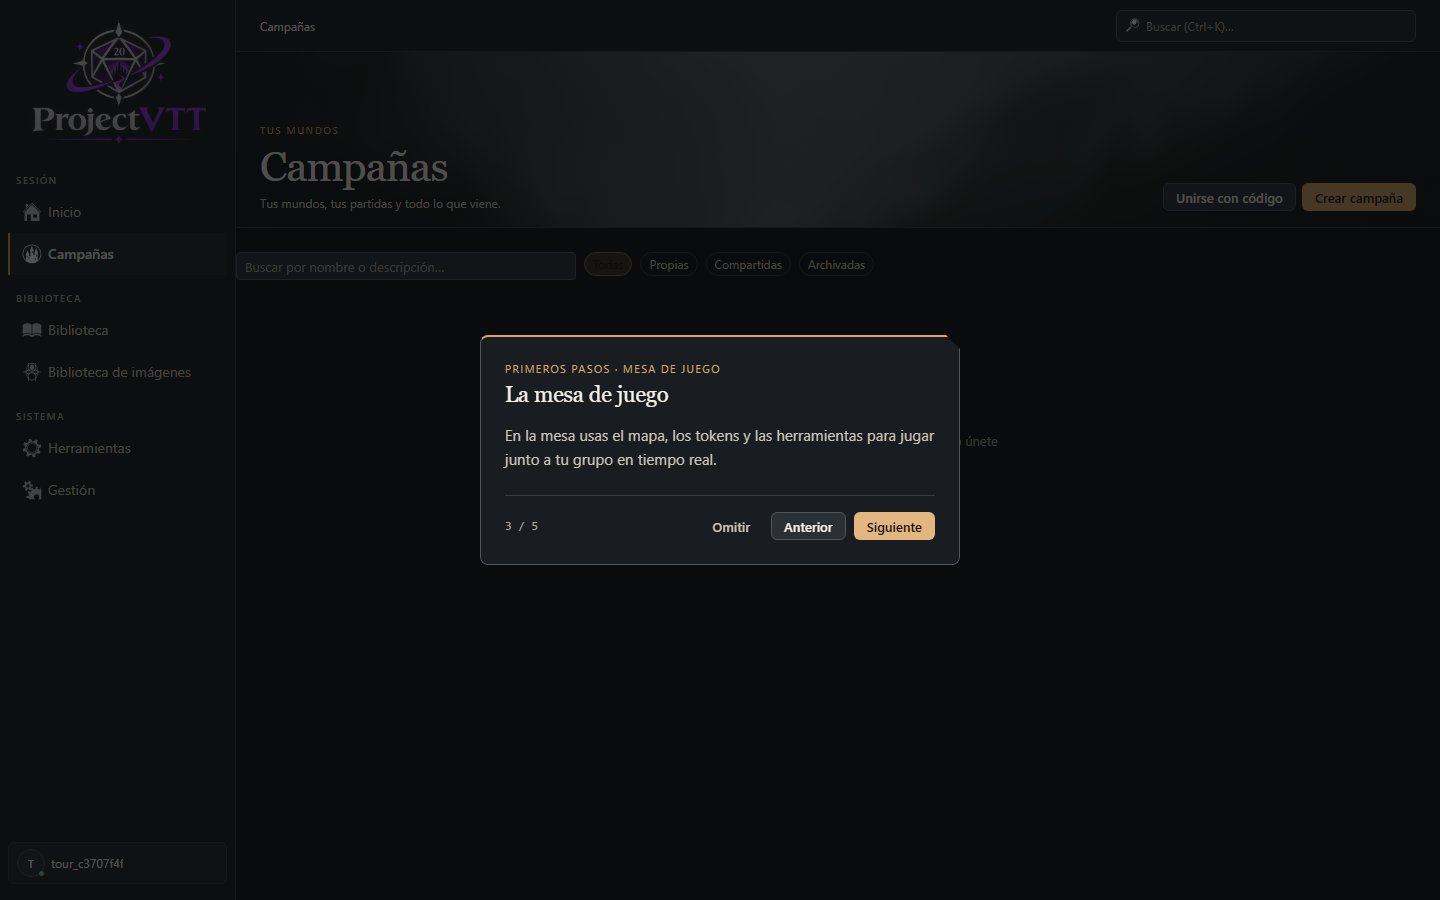 20
ProjectVTT
SESIÓN
Inicio
Campañas
BIBLIOTECA
Biblioteca
Biblioteca de imágenes
SISTEMA
Herramientas
Gestión
T
tour_c3707f4f
Campañas
Buscar (Ctrl+K)...
TUS MUNDOS
Campañas
Tus mundos, tus partidas y todo lo que viene.
Unirse con código
Crear campaña
Buscar por nombre o descripción...
Propias
Compartidas
Archivadas
únete
PRIMEROS PASOS · MESA DE JUEGO
La mesa de juego
En la mesa usas el mapa, los tokens y las herramientas para jugar
junto a tu grupo en tiempo real.
3 / 5
Omitir
Anterior
Siguiente